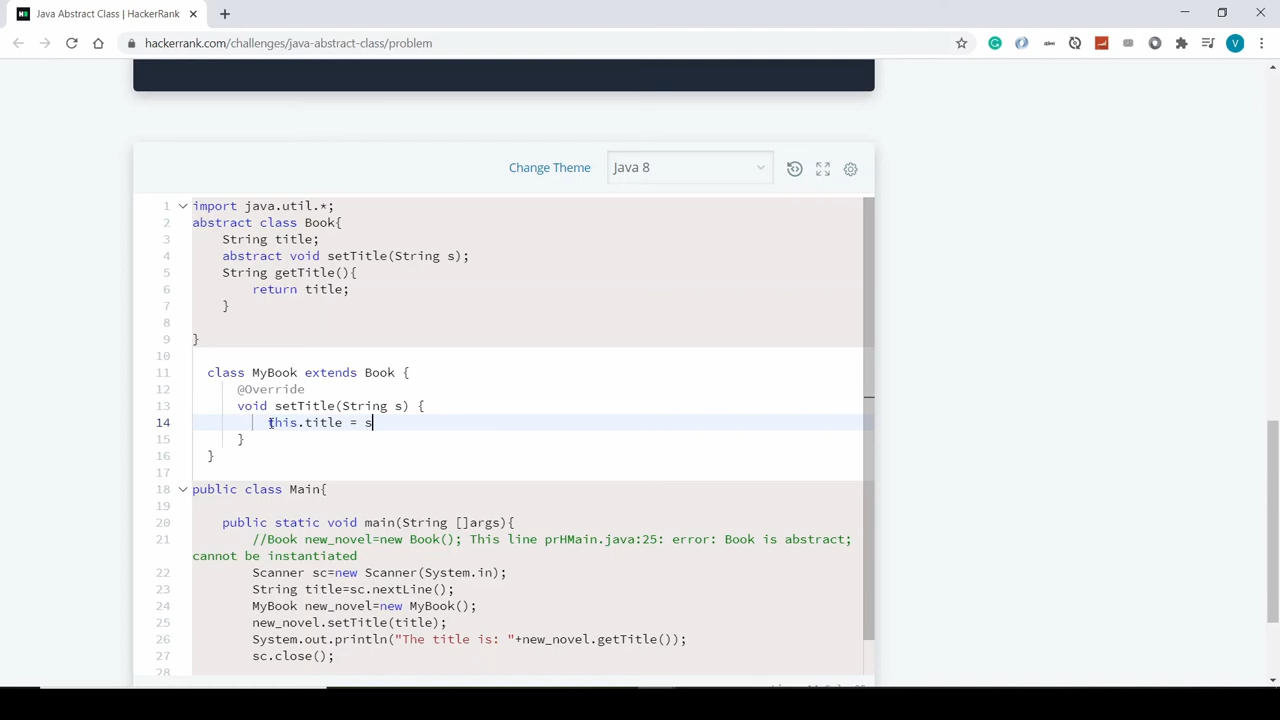 Java Abstract Class | HackerRank
hackerrank.com/challenges/java-abstract-class/problem
V
Change Theme
Java 8
1 import java.util.*;
2 abstract class Book{
3 String title;
4 abstract void setTitle(String s);
5 String getTitle(){
6 return title;
7 }
8
9 }
10
11 class MyBook extends Book {
12 @Override
13 void setTitle(String s) {
14 this.title = s
15 }
16 }
17
18 public class Main{
19
20 public static void main(String []args){
21 //Book new_novel=new Book(); This line prHMain.java:25: error: Book is abstract;
cannot be instantiated
22 Scanner sc=new Scanner(System.in);
23 String title=sc.nextLine();
24 MyBook new_novel=new MyBook();
25 new_novel.setTitle(title);
26 System.out.println("The title is: "+new_novel.getTitle());
27 sc.close();
28